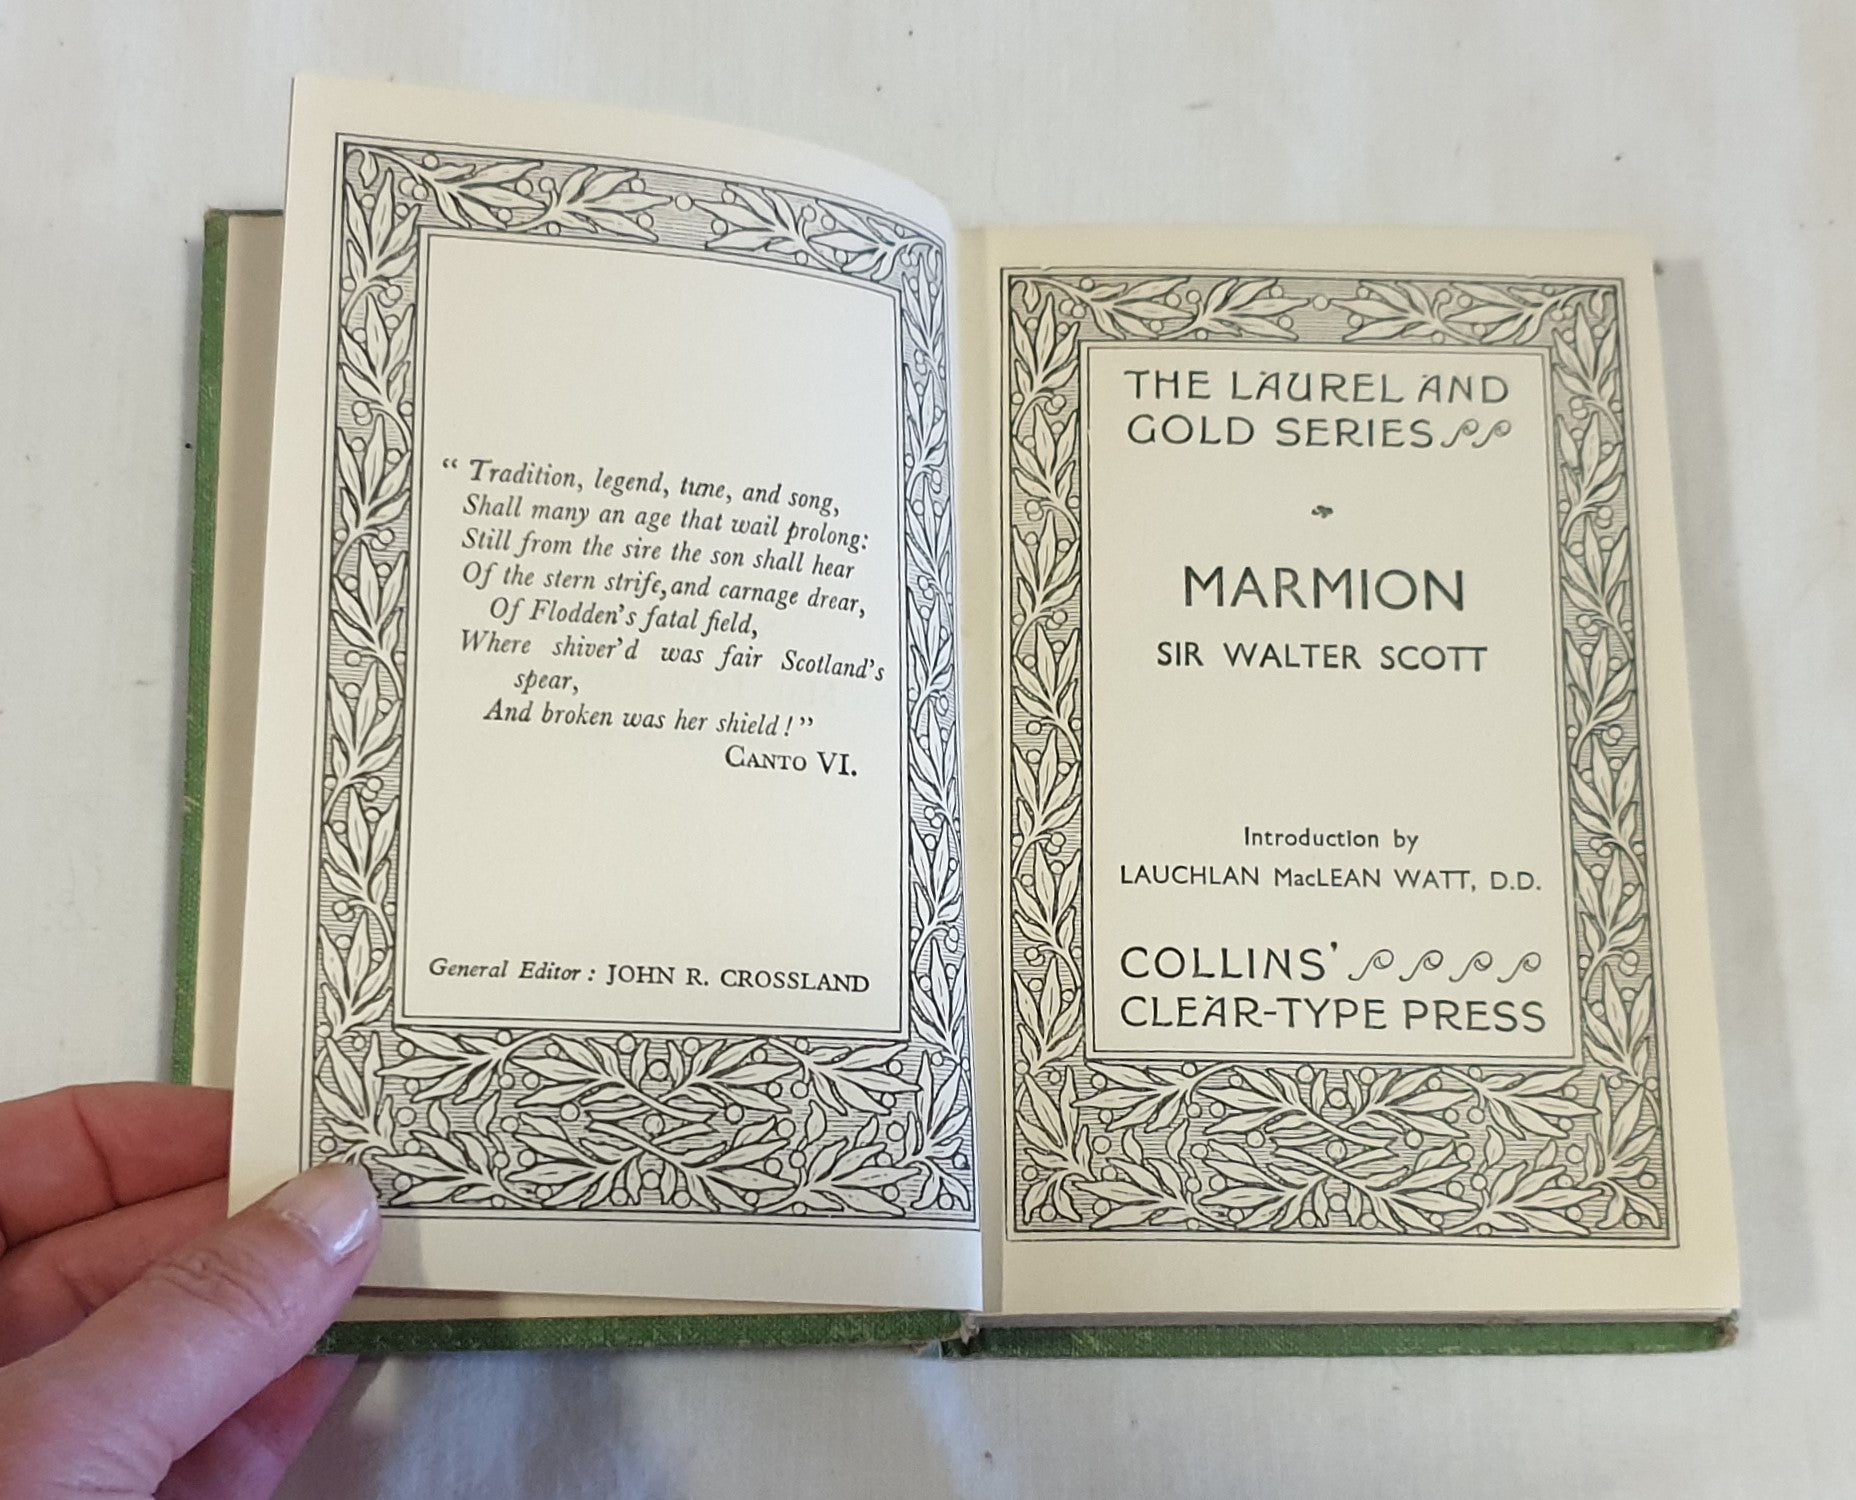 “ Tradition, legend, tune, and song,
Shall many an age that wail prolong:
Still from the sire the son shall hear
Of the stern strife, and carnage drear,
Of Flodden’s fatal field,
Where shiver’d was fair Scotland’s
spear,
And broken was her shield ! ”
CANTO VI.
General Editor : JOHN R. CROSSLAND
THE LAUREL AND
GOLD SERIES
MARMION
SIR WALTER SCOTT
Introduction by
LAUCHLAN MacLEAN WATT, D.D.
COLLINS’
CLEAR-TYPE PRESS